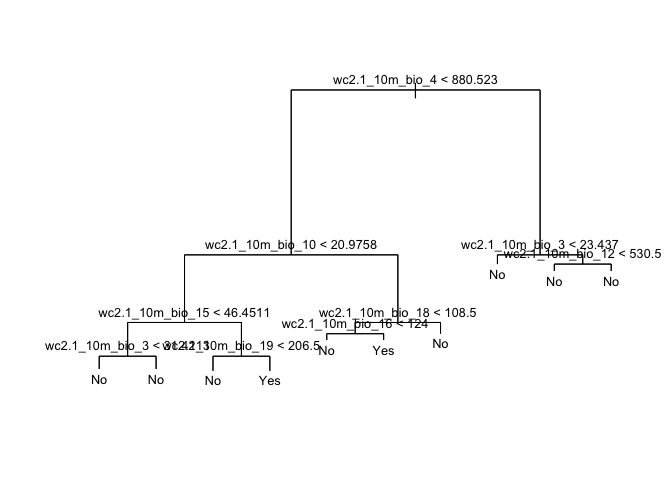 wc2.1_10m_bio_4 < 880.523
wc2.1_10m_bio_10 < 20.9758
wc2.1_10m_bio_3 < 23.437
wc2.1_10m_bio_12 < 530.5
No
No
No
wc2.1_10m_bio_15 < 46.4511
wc2.1_10m_bio_18 < 108.5
wc2.1_10m_bio_16 < 124
No
Yes
No
wc2.1_10m_bio_3 <
wc2.1_10m_bio_19 < 206.5
No
No
No
Yes